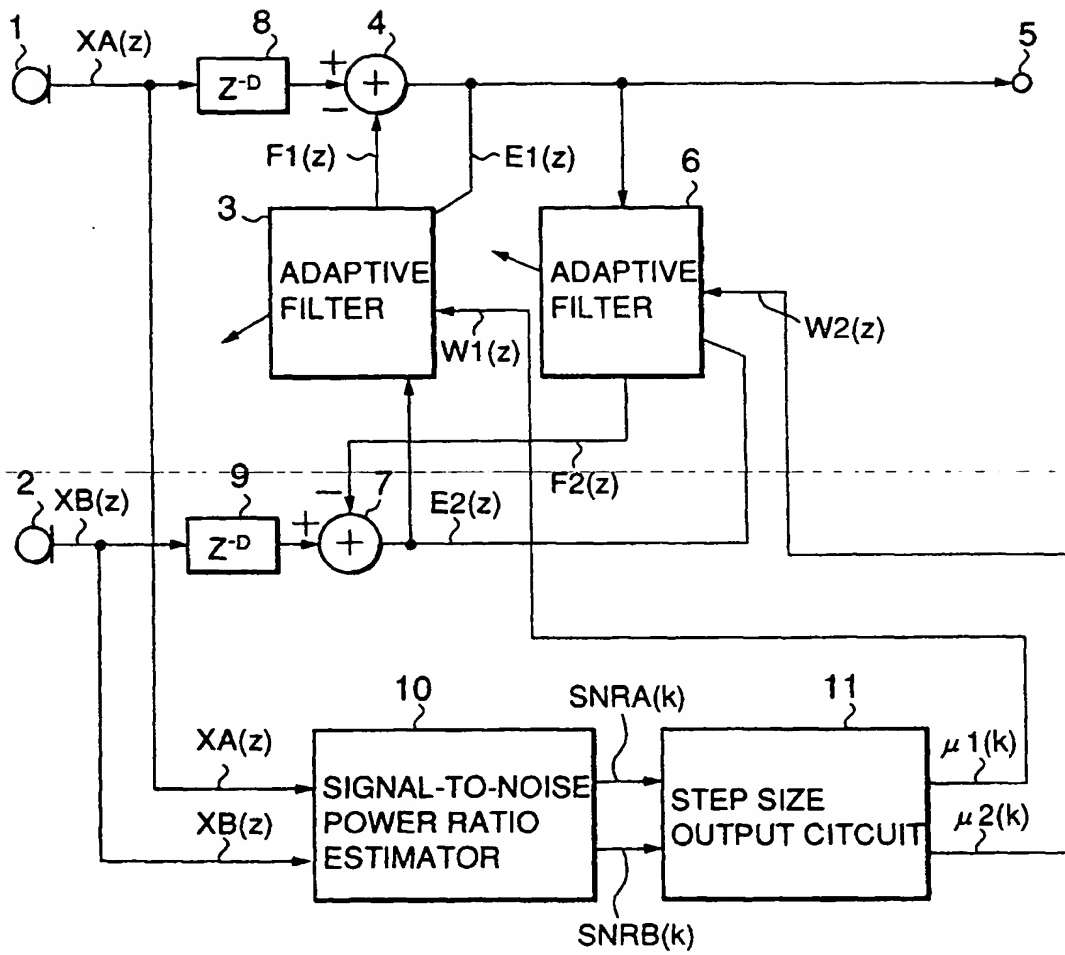 1
XA(z)
8
Z-D
+
−
4
+
5
F1(z)
E1(z)
3
ADAPTIVE
FILTER
W1(z)
6
ADAPTIVE
FILTER
W2(z)
F2(z)
2
XB(z)
9
Z-D
+
−
7
+
E2(z)
10
XA(z)
XB(z)
SIGNAL-TO-NOISE
POWER RATIO
ESTIMATOR
SNRA(k)
SNRB(k)
11
STEP SIZE
OUTPUT CITCUIT
μ1(k)
μ2(k)